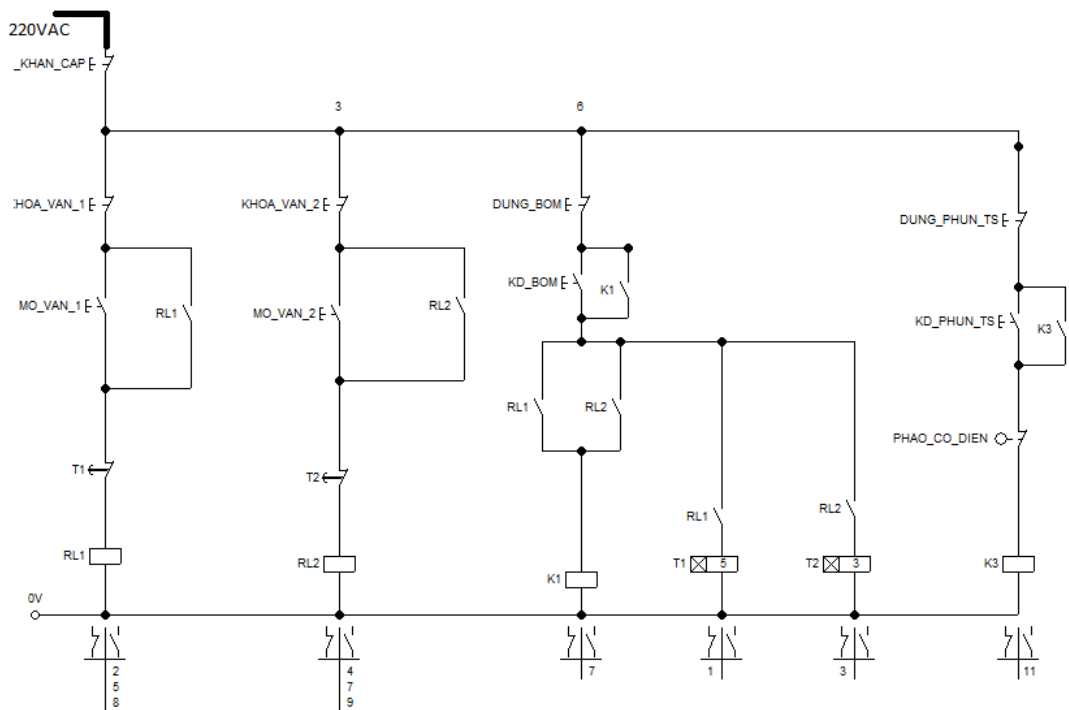 220VAC
_KHAN_CAP
3
6
KHOA_VAN_1
KHOA_VAN_2
DUNG_BOM
DUNG_PHUN_TS
KD_BOM
K1
MO_VAN_1
RL1
MO_VAN_2
RL2
KD_PHUN_TS
K3
RL1
RL2
PHAO_CO_DIEN
T1
T2
RL1
RL2
RL1
RL2
K1
T1
5
T2
3
K3
0V
2
5
8
4
7
9
7
1
3
11